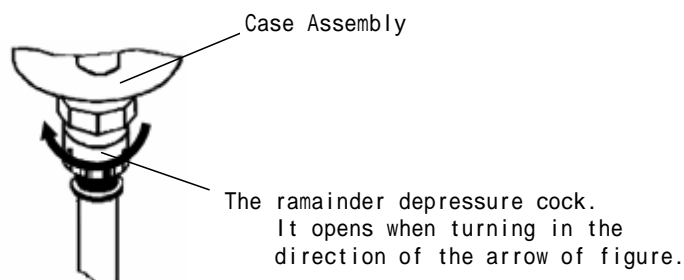 Case Assembly
The ramainder depressure cock.
It opens when turning in the
direction of the arrow of figure.